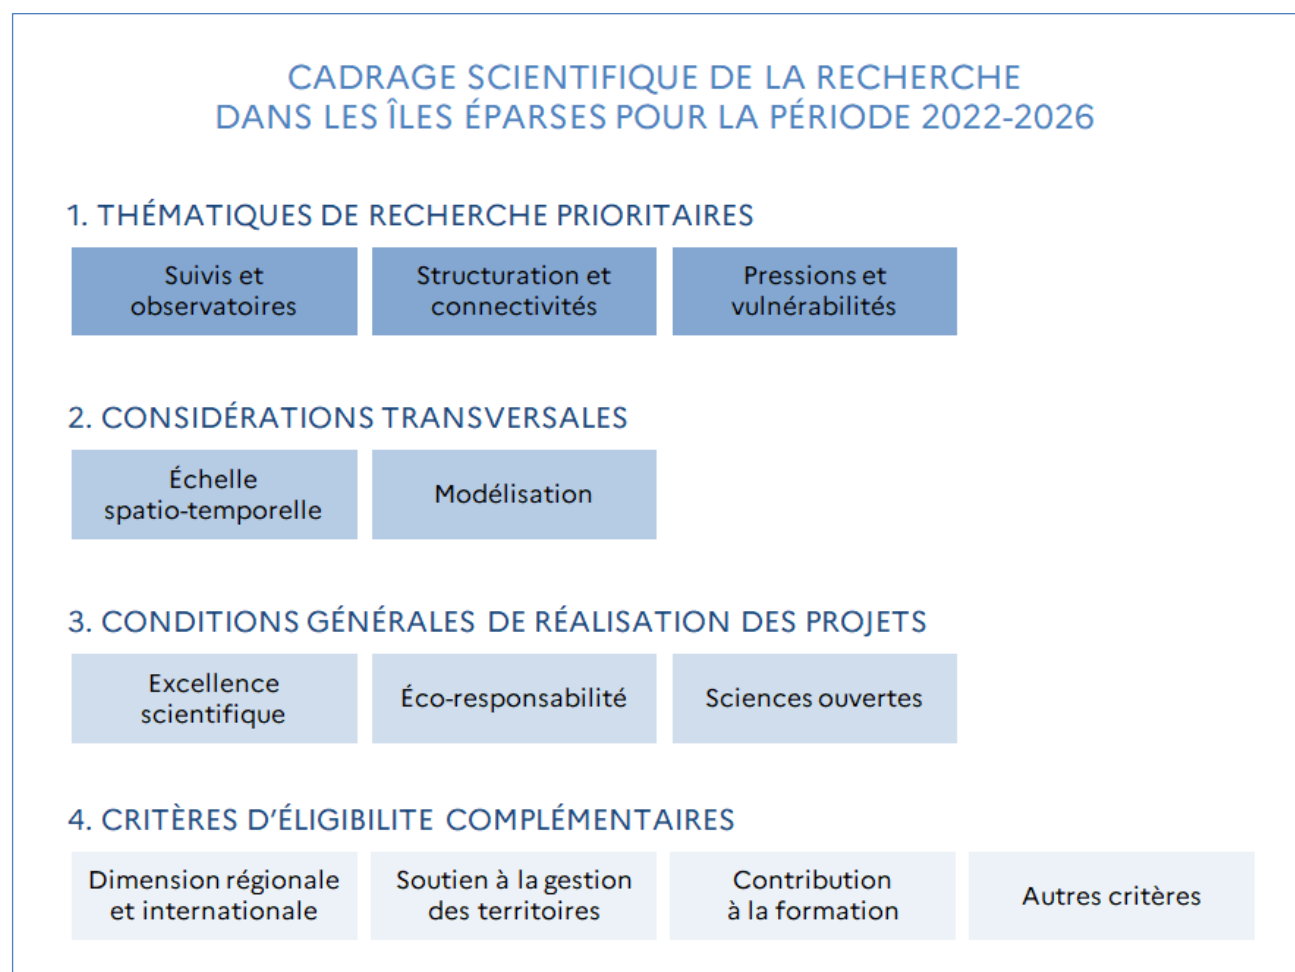 CADRAGE SCIENTIFIQUE DE LA RECHERCHE
DANS LES ÎLES ÉPARSES POUR LA PÉRIODE 2022-2026
1. THÉMATIQUES DE RECHERCHE PRIORITAIRES
Suivis et
observatoires
Structuration et
connectivités
Pressions et
vulnérabilités
2. CONSIDÉRATIONS TRANSVERSALES
Échelle
spatio-temporelle
Modélisation
3. CONDITIONS GÉNÉRALES DE RÉALISATION DES PROJETS
Excellence
scientifique
Éco-responsabilité
Sciences ouvertes
4. CRITÈRES D’ÉLIGIBILITE COMPLÉMENTAIRES
Dimension régionale
et internationale
Soutien à la gestion
des territoires
Contribution
à la formation
Autres critères